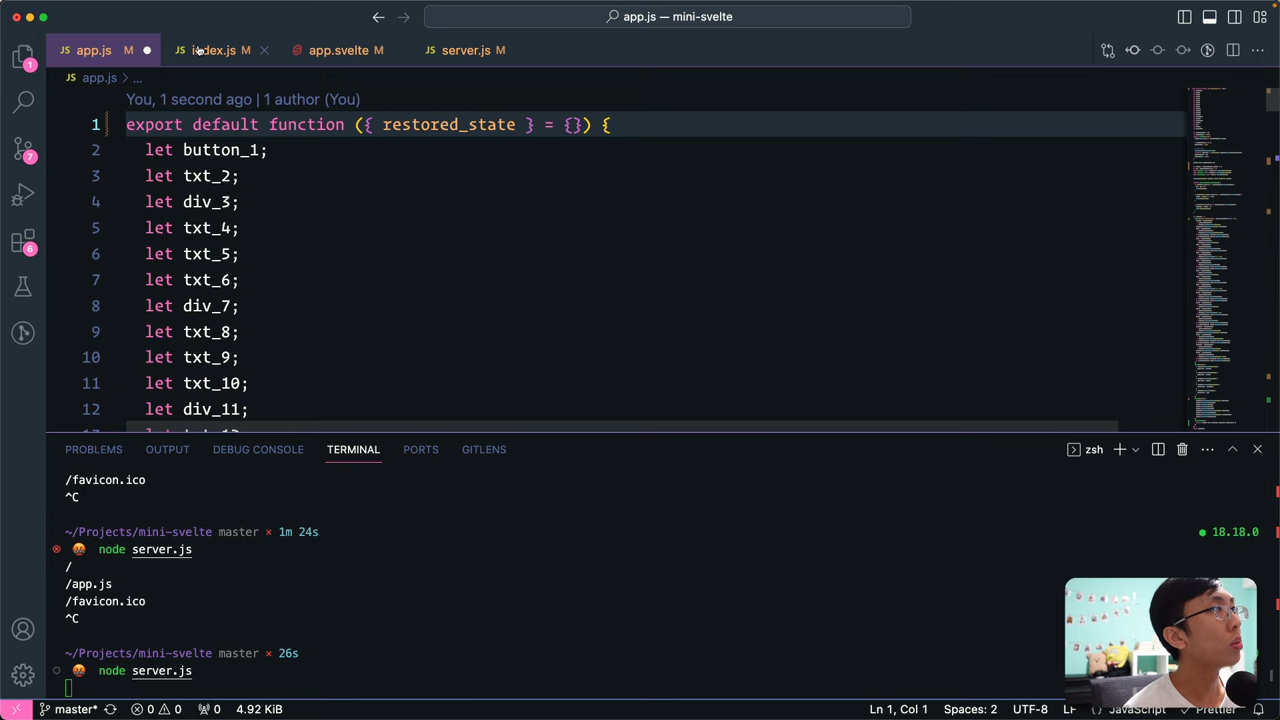 app.js — mini-svelte
JS app.js M
JS index.js M
app.svelte M
JS server.js M
JS app.js > ...
You, 1 second ago | 1 author (You)
1 export default function ({ restored_state } = {}) {
2 let button_1;
3 let txt_2;
4 let div_3;
5 let txt_4;
6 let txt_5;
7 let txt_6;
8 let div_7;
9 let txt_8;
10 let txt_9;
11 let txt_10;
12 let div_11;
1
7
6
PROBLEMS OUTPUT DEBUG CONSOLE TERMINAL PORTS GITLENS
zsh
/favicon.ico
^C
~/Projects/mini-svelte master × 1m 24s
18.18.0
node server.js
/
/app.js
/favicon.ico
^C
~/Projects/mini-svelte master × 26s
node server.js
master* 0 0 0 4.92 KiB Ln 1, Col 1 Spaces: 2 UTF-8 LF {} JavaScript Prettier